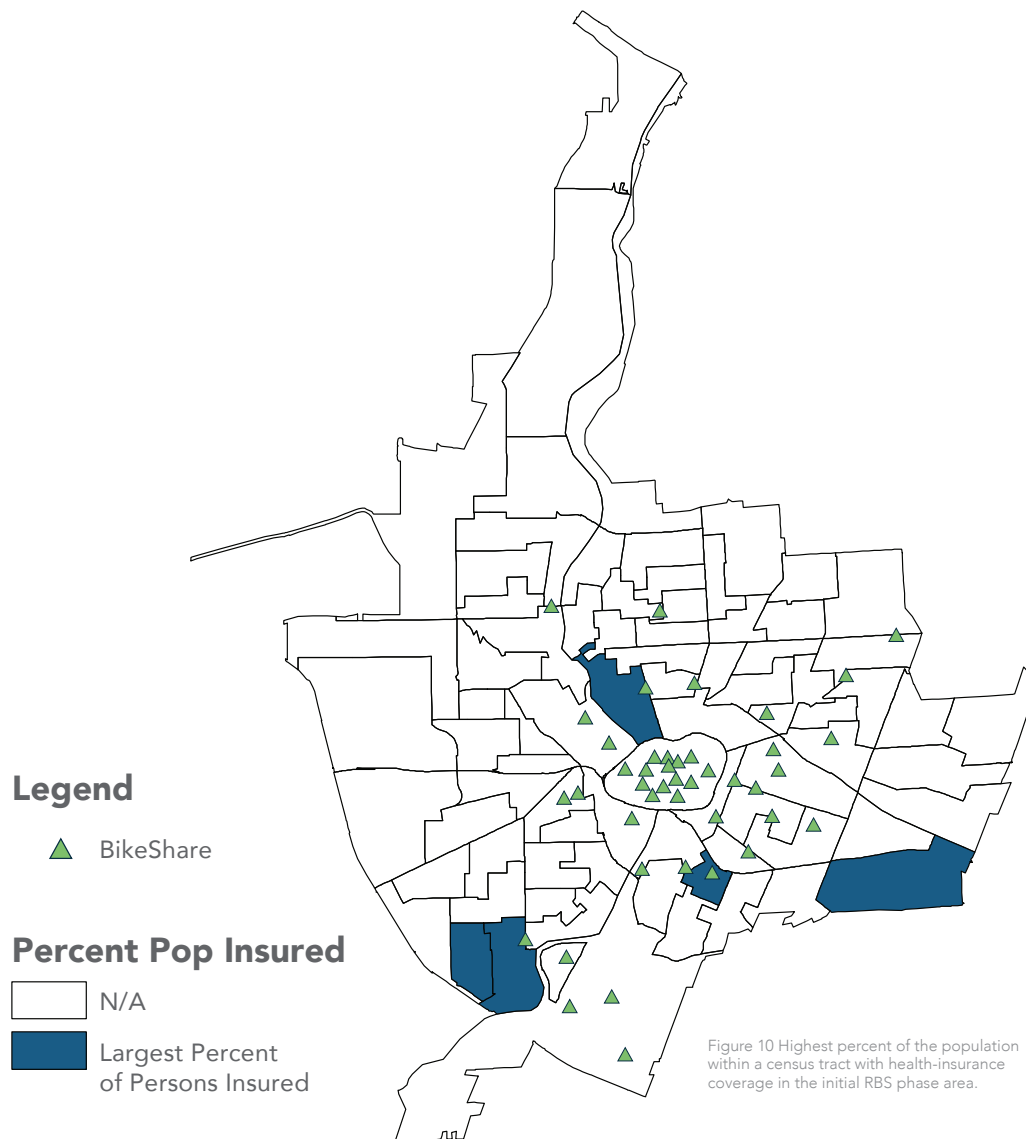 Legend
BikeShare
Percent Pop Insured
N/A
Largest Percent
of Persons Insured
Figure 10 Highest percent of the population
within a census tract with health-insurance
coverage in the initial RBS phase area.